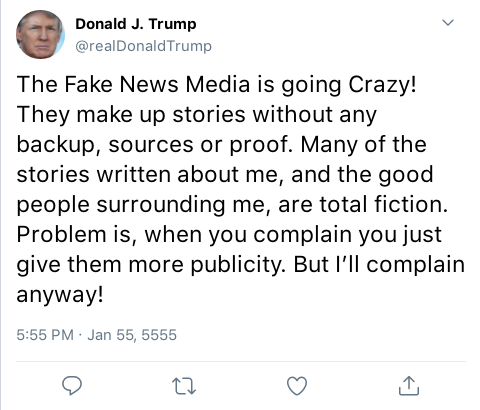 Donald J. Trump
@realDonaldTrump
The Fake News Media is going Crazy!
They make up stories without any
backup, sources or proof. Many of the
stories written about me, and the good
people surrounding me, are total fiction.
Problem is, when you complain you just
give them more publicity. But I’ll complain
anyway!
5:55 PM · Jan 55, 5555